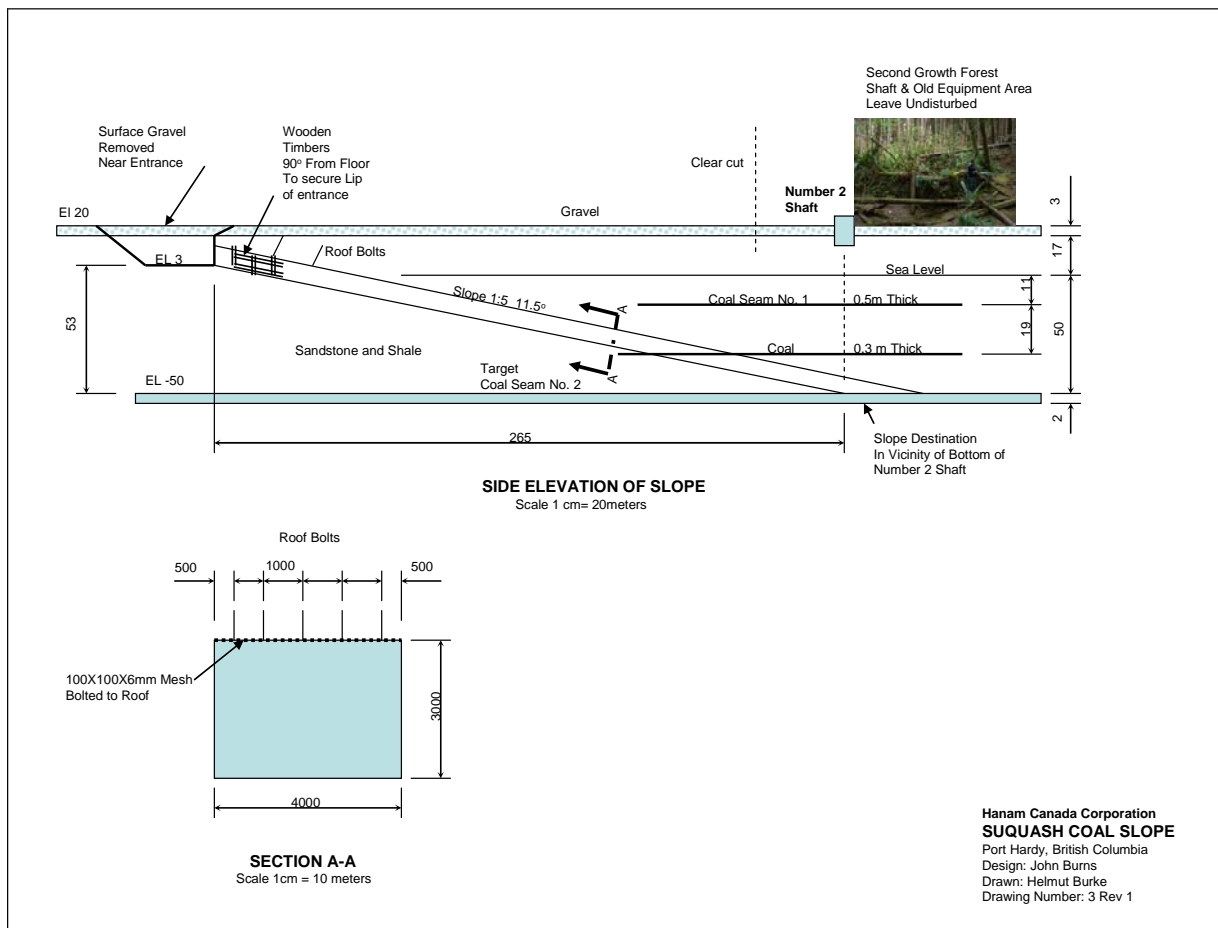 Second Growth Forest
Shaft & Old Equipment Area
Leave Undisturbed
Surface Gravel
Removed
Near Entrance
Wooden
Timbers
90º From Floor
To secure Lip
of entrance
Clear cut
Number 2
Shaft
3
El 20
Gravel
17
Roof Bolts
EL 3
Sea Level
11
Slope 1:5  11.5º
A
Coal Seam No. 1
0.5m Thick
53
19
50
Sandstone and Shale
Coal
0.3 m Thick
Target
Coal Seam No. 2
A
EL -50
2
265
Slope Destination
In Vicinity of Bottom of
Number 2 Shaft
SIDE ELEVATION OF SLOPE
Scale 1 cm= 20meters
Roof Bolts
500
1000
500
100X100X6mm Mesh
Bolted to Roof
3000
4000
SECTION A-A
Scale 1cm = 10 meters
Hanam Canada Corporation
SUQUASH COAL SLOPE
Port Hardy, British Columbia
Design: John Burns
Drawn: Helmut Burke
Drawing Number: 3 Rev 1